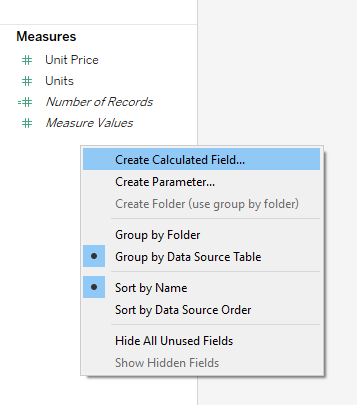 Measures
Unit Price
Units
Number of Records
Measure Values
Create Calculated Field...
Create Parameter...
Create Folder (use group by folder)
Group by Folder
Group by Data Source Table
Sort by Name
Sort by Data Source Order
Hide All Unused Fields
Show Hidden Fields